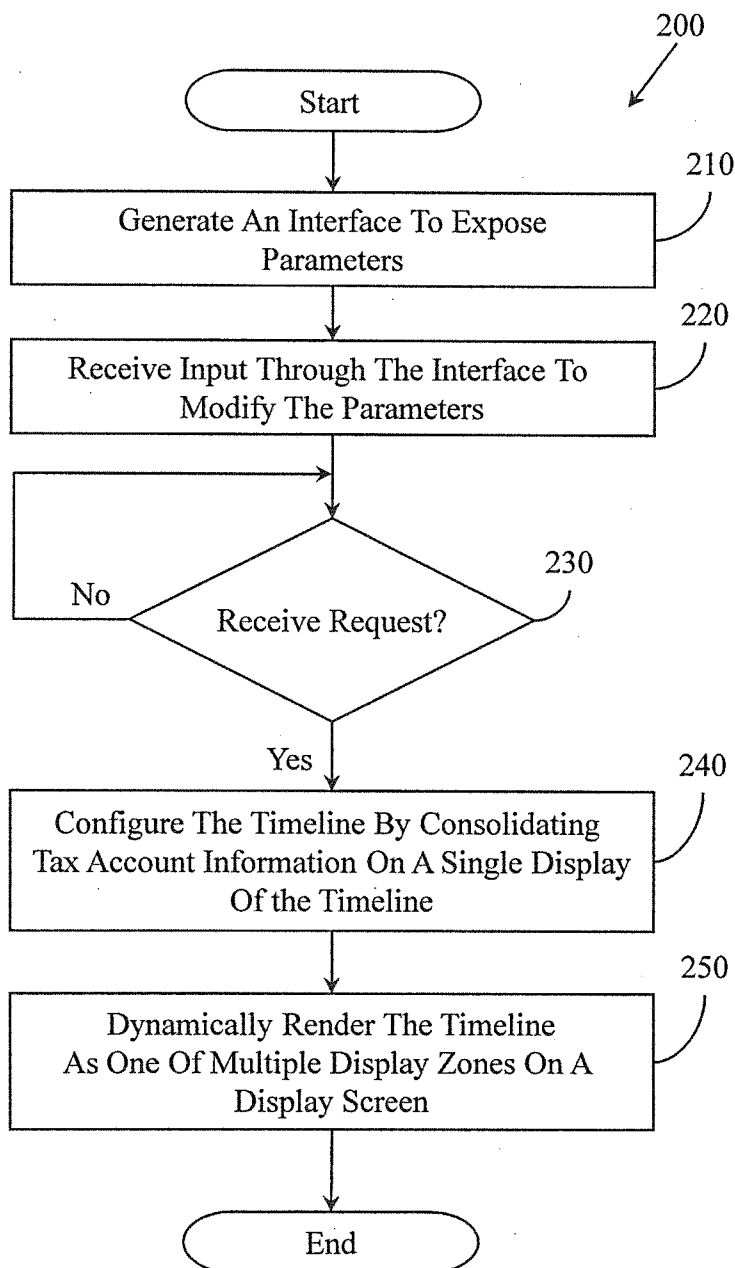 200
Start
210
Generate An Interface To Expose
Parameters
220
Receive Input Through The Interface To
Modify The Parameters
230
No
Receive Request?
Yes
240
Configure The Timeline By Consolidating
Tax Account Information On A Single Display
Of the Timeline
250
Dynamically Render The Timeline
As One Of Multiple Display Zones On A
Display Screen
End